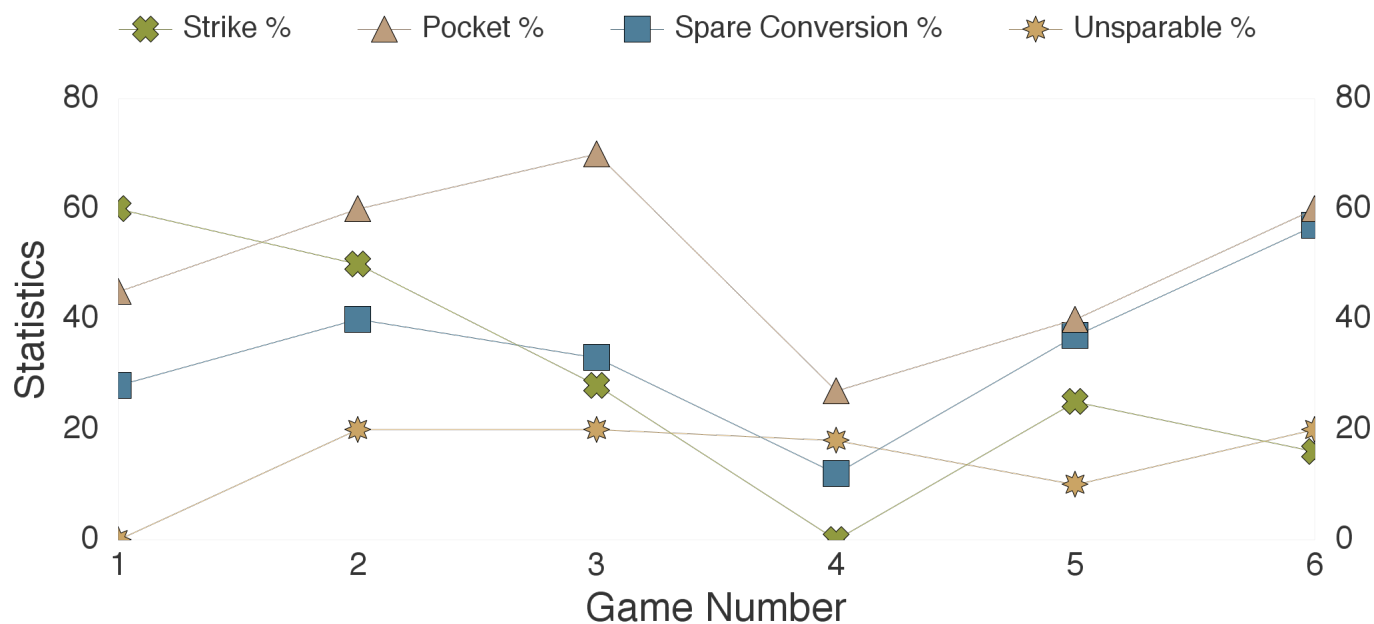 Strike % Pocket % Spare Conversion % Unsparable %
80 80
60 60
40 40
20 20
0 0
Statistics
1 2 3 4 5 6
Game Number